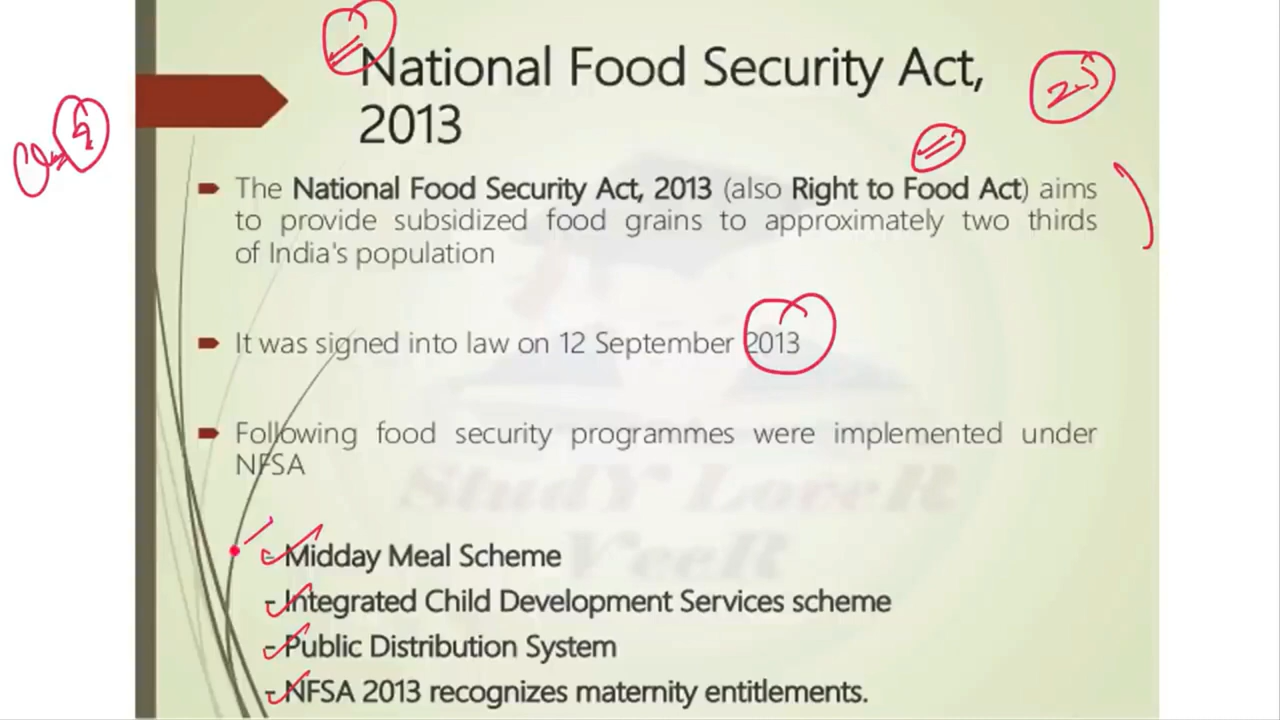 National Food Security Act,
2013
The National Food Security Act, 2013 (also Right to Food Act) aims
to provide subsidized food grains to approximately two thirds
of India's population
It was signed into law on 12 September 2013
Following food security programmes were implemented under
NFSA
- Midday Meal Scheme
- Integrated Child Development Services scheme
- Public Distribution System
- NFSA 2013 recognizes maternity entitlements.
StudY LoveR
VeeR